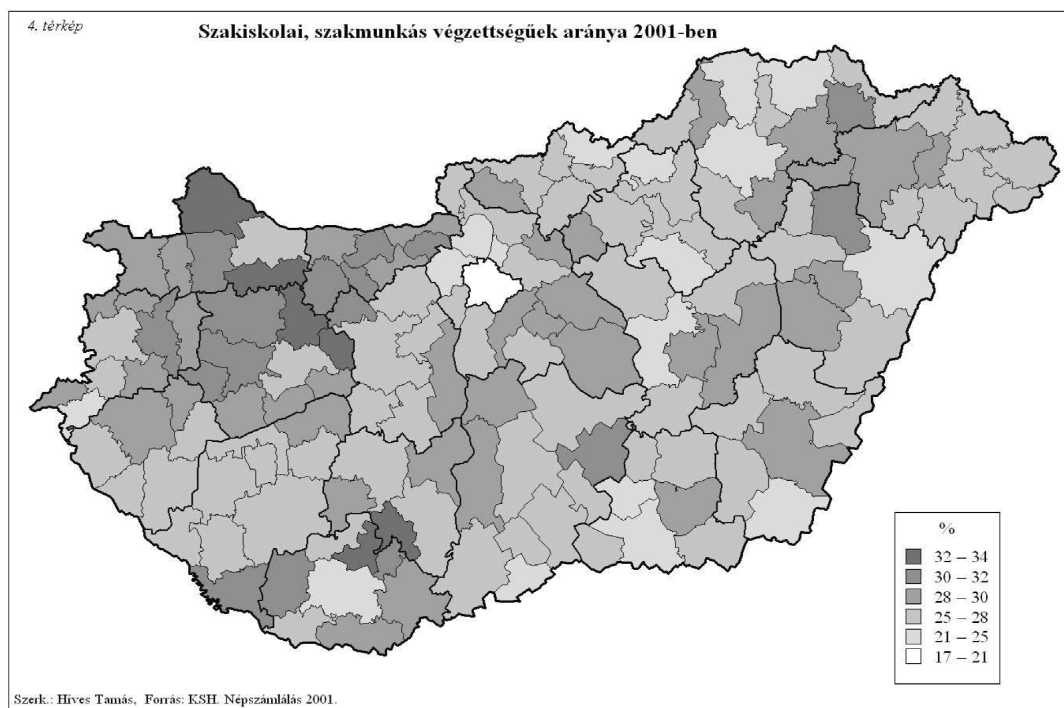 4. térkép
Szakiskolai, szakmunkás végzettségűek aránya 2001-ben
%
32 – 34
30 – 32
28 – 30
25 – 28
21 – 25
17 – 21
Szerk.: Híves Tamás, Forrás: KSH. Népszámlálás 2001.